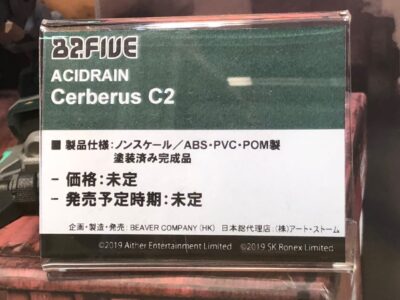 82FIVE
ACIDRAIN
Cerberus C2
■ 製品仕様:ノンスケール／ABS・PVC・POM製
塗装済み完成品
- 価格:未定
- 発売予定時期:未定
企画・製造・発売: BEAVER COMPANY (HK) 日本総代理店 (株)アート・ストーム
©2019 Aither Entertainment Limited ©2019 SK Ronex Limited